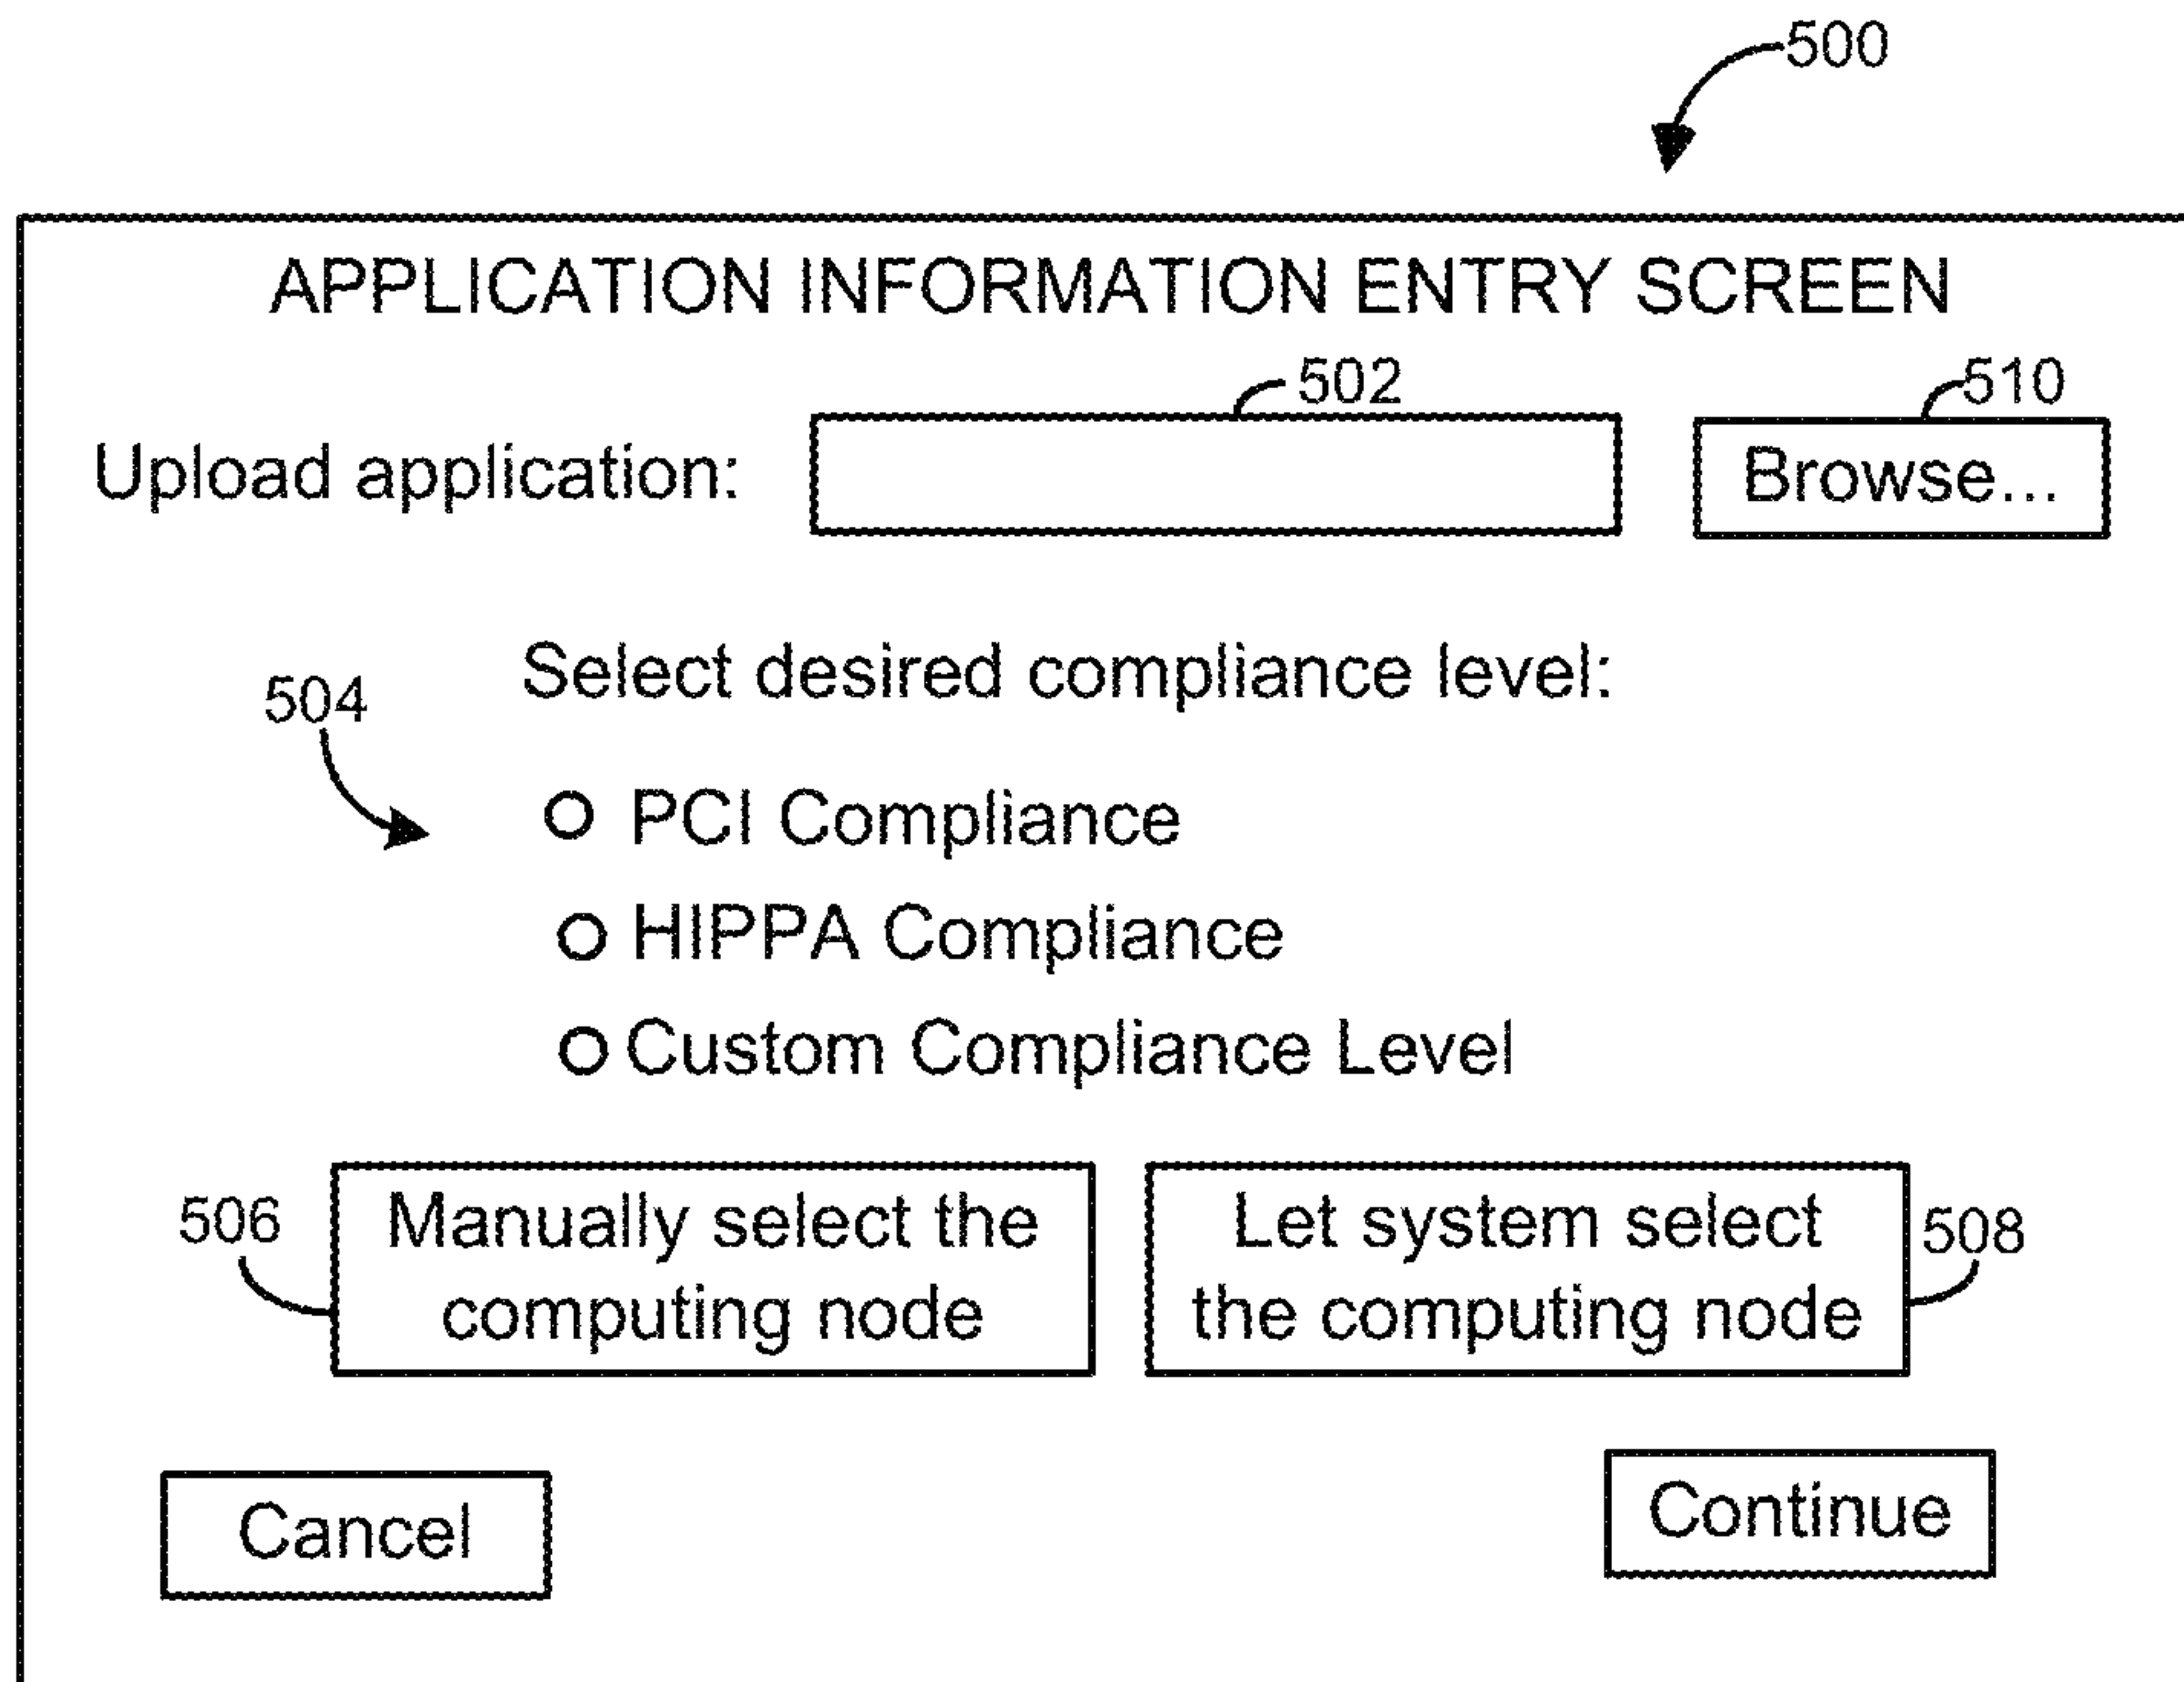 500
APPLICATION INFORMATION ENTRY SCREEN
502
510
Upload application:
Browse...
Select desired compliance level:
504
PCI Compliance
HIPPA Compliance
Custom Compliance Level
506
Manually select the
computing node
Let system select
the computing node
508
Cancel
Continue